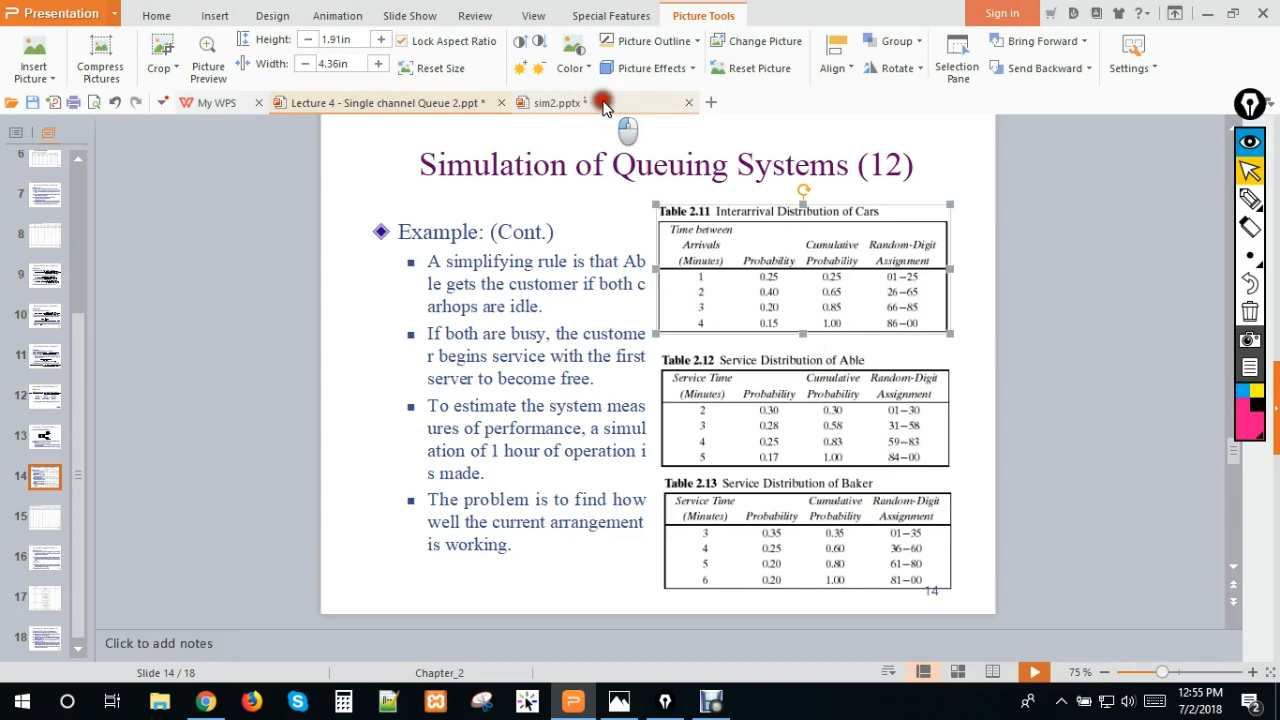 Presentation
Home Insert Design Animation Slide Show Review View Special Features Picture Tools Sign in
Height: 1.91in Lock Aspect Ratio Picture Outline Change Picture Group Bring Forward
Insert Picture Compress Pictures Crop Picture Preview Width: 4.36in Reset Size Color Picture Effects Reset Picture Align Rotate Selection Pane Send Backward Settings
My WPS Lecture 4 - Single channel Queue 2.ppt * sim2.pptx
Simulation of Queuing Systems (12)
Example: (Cont.)
A simplifying rule is that Ab
le gets the customer if both c
arhops are idle.
If both are busy, the custome
r begins service with the first
server to become free.
To estimate the system meas
ures of performance, a simul
ation of 1 hour of operation i
s made.
The problem is to find how
well the current arrangement
is working.
Table 2.11 Interarrival Distribution of Cars
Time between
Arrivals Cumulative Random-Digit
(Minutes) Probability Probability Assignment
1 0.25 0.25 01–25
2 0.40 0.65 26–65
3 0.20 0.85 66–85
4 0.15 1.00 86–00
Table 2.12 Service Distribution of Able
Service Time Cumulative Random-Digit
(Minutes) Probability Probability Assignment
2 0.30 0.30 01–30
3 0.28 0.58 31–58
4 0.25 0.83 59–83
5 0.17 1.00 84–00
Table 2.13 Service Distribution of Baker
Service Time Cumulative Random-Digit
(Minutes) Probability Probability Assignment
3 0.35 0.35 01–35
4 0.25 0.60 36–60
5 0.20 0.80 61–80
6 0.20 1.00 81–00
14
6
7
8
9
10
11
12
13
14
15
16
17
18
Click to add notes
Slide 14 / 18 Chapter_2 75 %
12:55 PM
7/2/2018
2